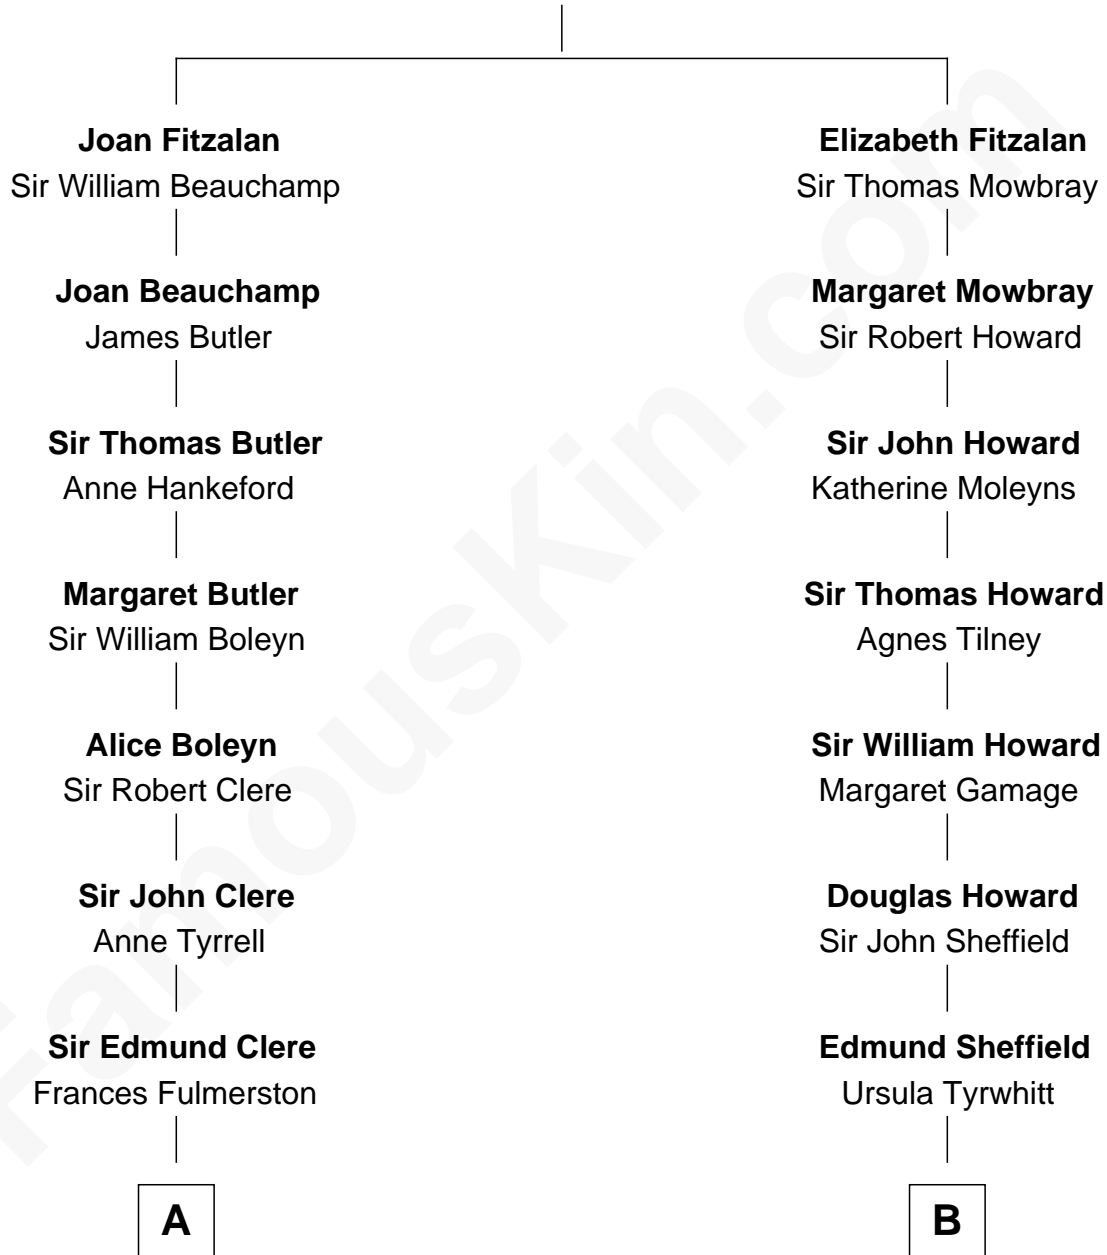 Joan Fitzalan
Sir William Beauchamp
Joan Beauchamp
James Butler
Sir Thomas Butler
Anne Hankeford
Margaret Butler
Sir William Boleyn
Alice Boleyn
Sir Robert Clere
Sir John Clere
Anne Tyrrell
Sir Edmund Clere
Frances Fulmerston
A
Elizabeth Fitzalan
Sir Thomas Mowbray
Margaret Mowbray
Sir Robert Howard
Sir John Howard
Katherine Moleyns
Sir Thomas Howard
Agnes Tilney
Sir William Howard
Margaret Gamage
Douglas Howard
Sir John Sheffield
Edmund Sheffield
Ursula Tyrwhitt
B
FamousKin.com